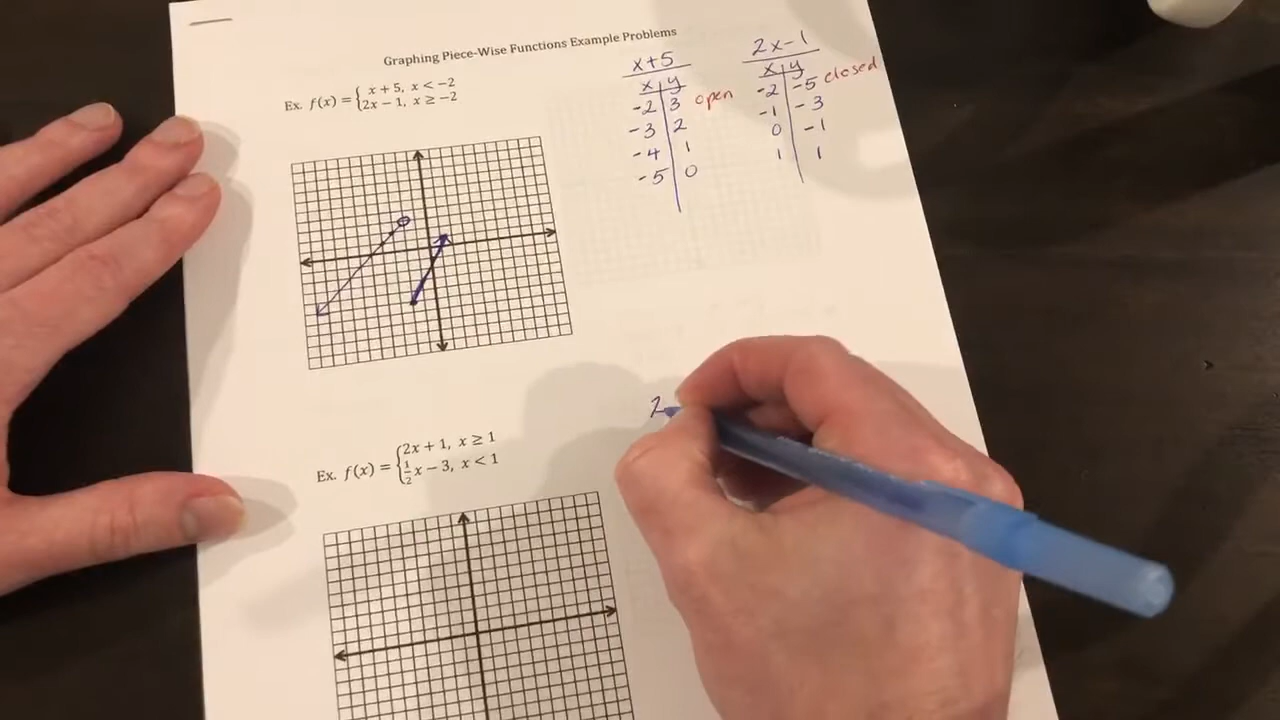 Graphing Piece-Wise Functions Example Problems
Ex. f(x) = { x + 5, x < −2
2x − 1, x ≥ −2
x+5
x y
-2 3 open
-3 2
-4 1
-5 0
2x-1
x y
-2 -5 closed
-1 -3
0 -1
1 1
2
Ex. f(x) = { 2x + 1, x ≥ 1
1/2 x − 3, x < 1